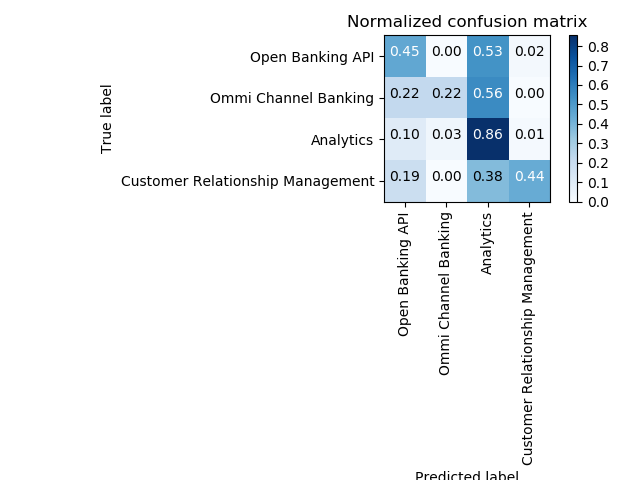 Normalized confusion matrix
True label
Open Banking API 0.45 0.00 0.53 0.02
Ommi Channel Banking 0.22 0.22 0.56 0.00
Analytics 0.10 0.03 0.86 0.01
Customer Relationship Management 0.19 0.00 0.38 0.44
Open Banking API
Ommi Channel Banking
Analytics
Customer Relationship Management
Predicted label
0.8
0.7
0.6
0.5
0.4
0.3
0.2
0.1
0.0